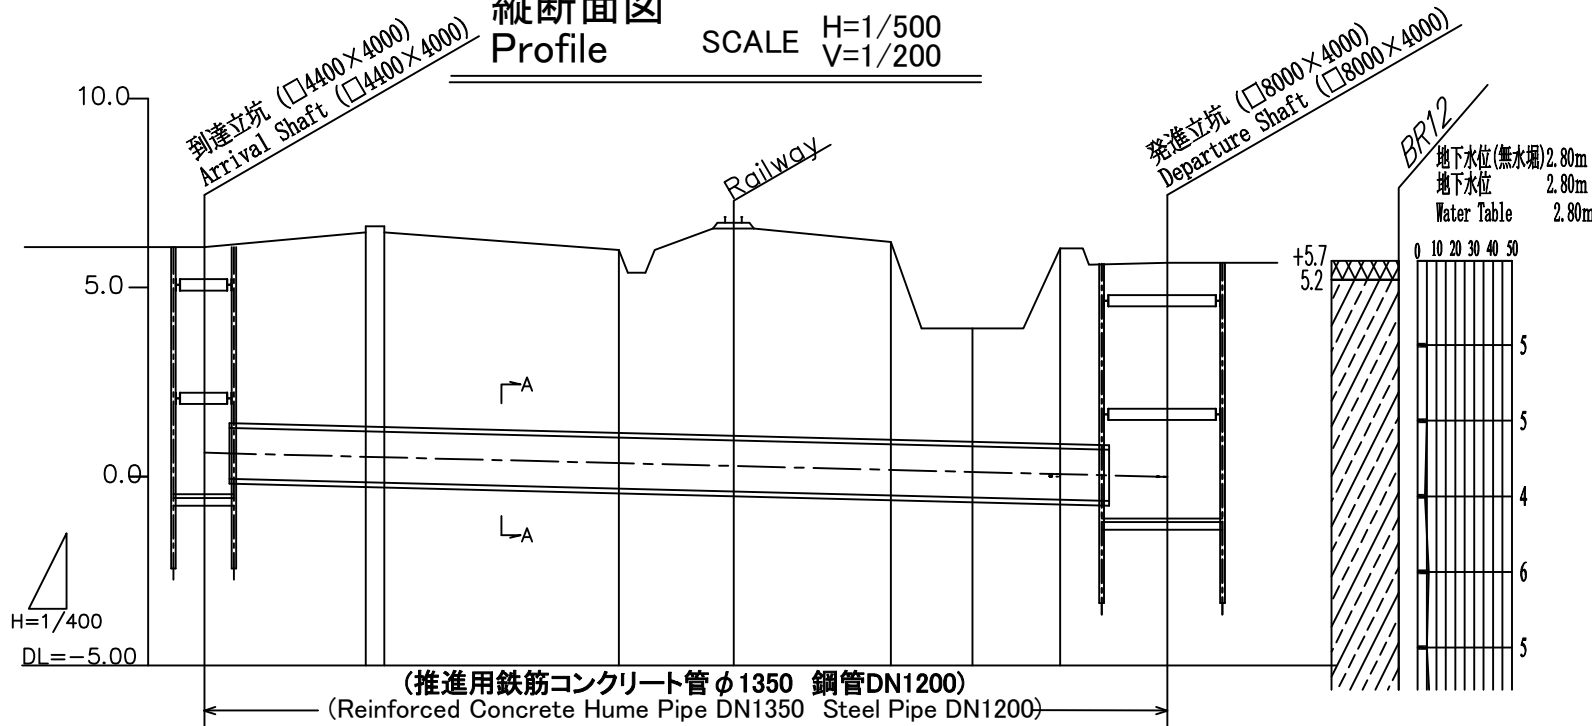 縦断面図
Profile
SCALE H=1/500
V=1/200
到達立坑 (□4400×4000)
Arrival Shaft (□4400×4000)
発進立坑 (□8000×4000)
Departure Shaft (□8000×4000)
BR12
Railway
地下水位(無水堀)2.80m
地下水位 2.80m
Water Table 2.80m
10.0
5.0
0.0
+5.7
5.2
0 10 20 30 40 50
5
5
4
6
5
A
A
H=1/400
DL=-5.00
(推進用鉄筋コンクリート管φ1350 鋼管DN1200)
(Reinforced Concrete Hume Pipe DN1350 Steel Pipe DN1200)